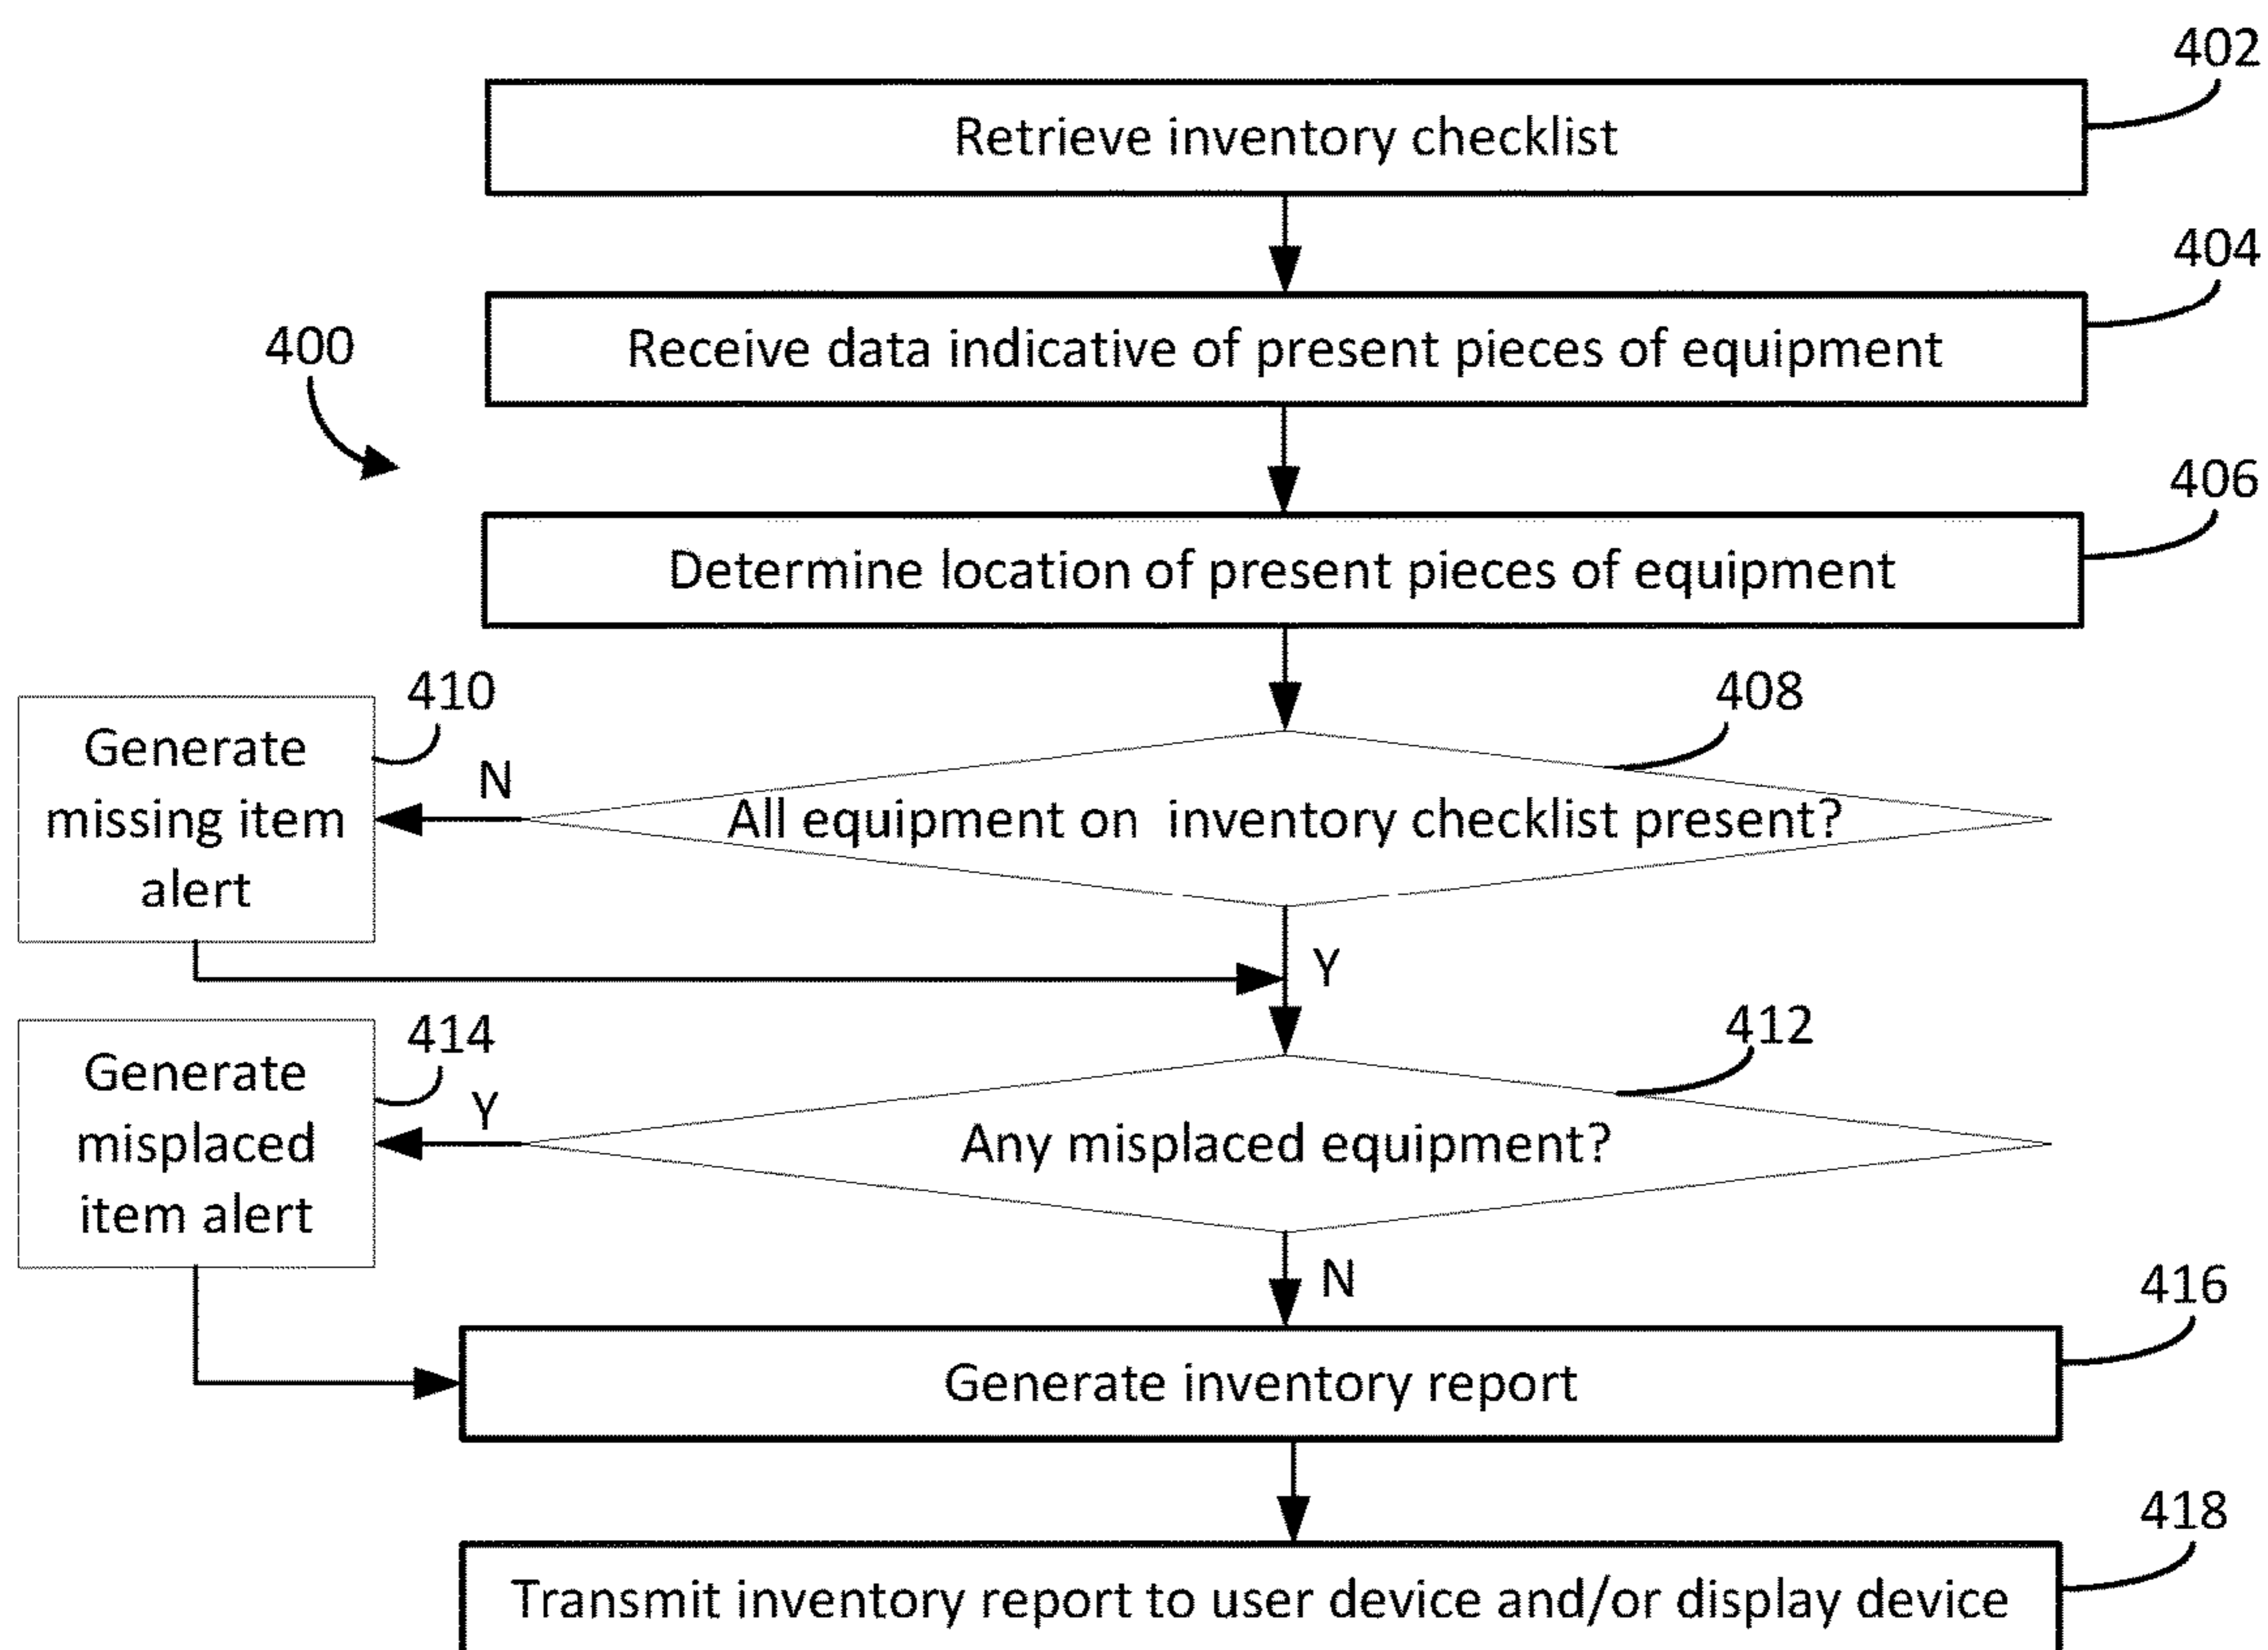 402
Retrieve inventory checklist
404
Receive data indicative of present pieces of equipment
400
406
Determine location of present pieces of equipment
410
408
Generate
missing item
alert
N
All equipment on inventory checklist present?
Y
414
412
Generate
misplaced
item alert
Y
Any misplaced equipment?
N
416
Generate inventory report
418
Transmit inventory report to user device and/or display device